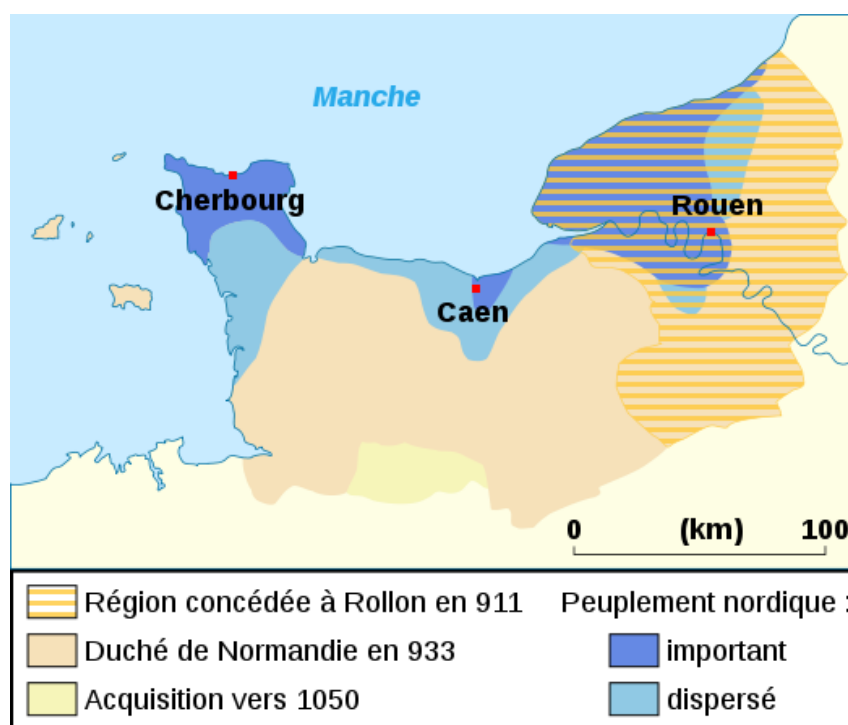 Manche
Cherbourg
Rouen
Caen
0 (km) 100
Région concédée à Rollon en 911
Duché de Normandie en 933
Acquisition vers 1050
Peuplement nordique :
important
dispersé